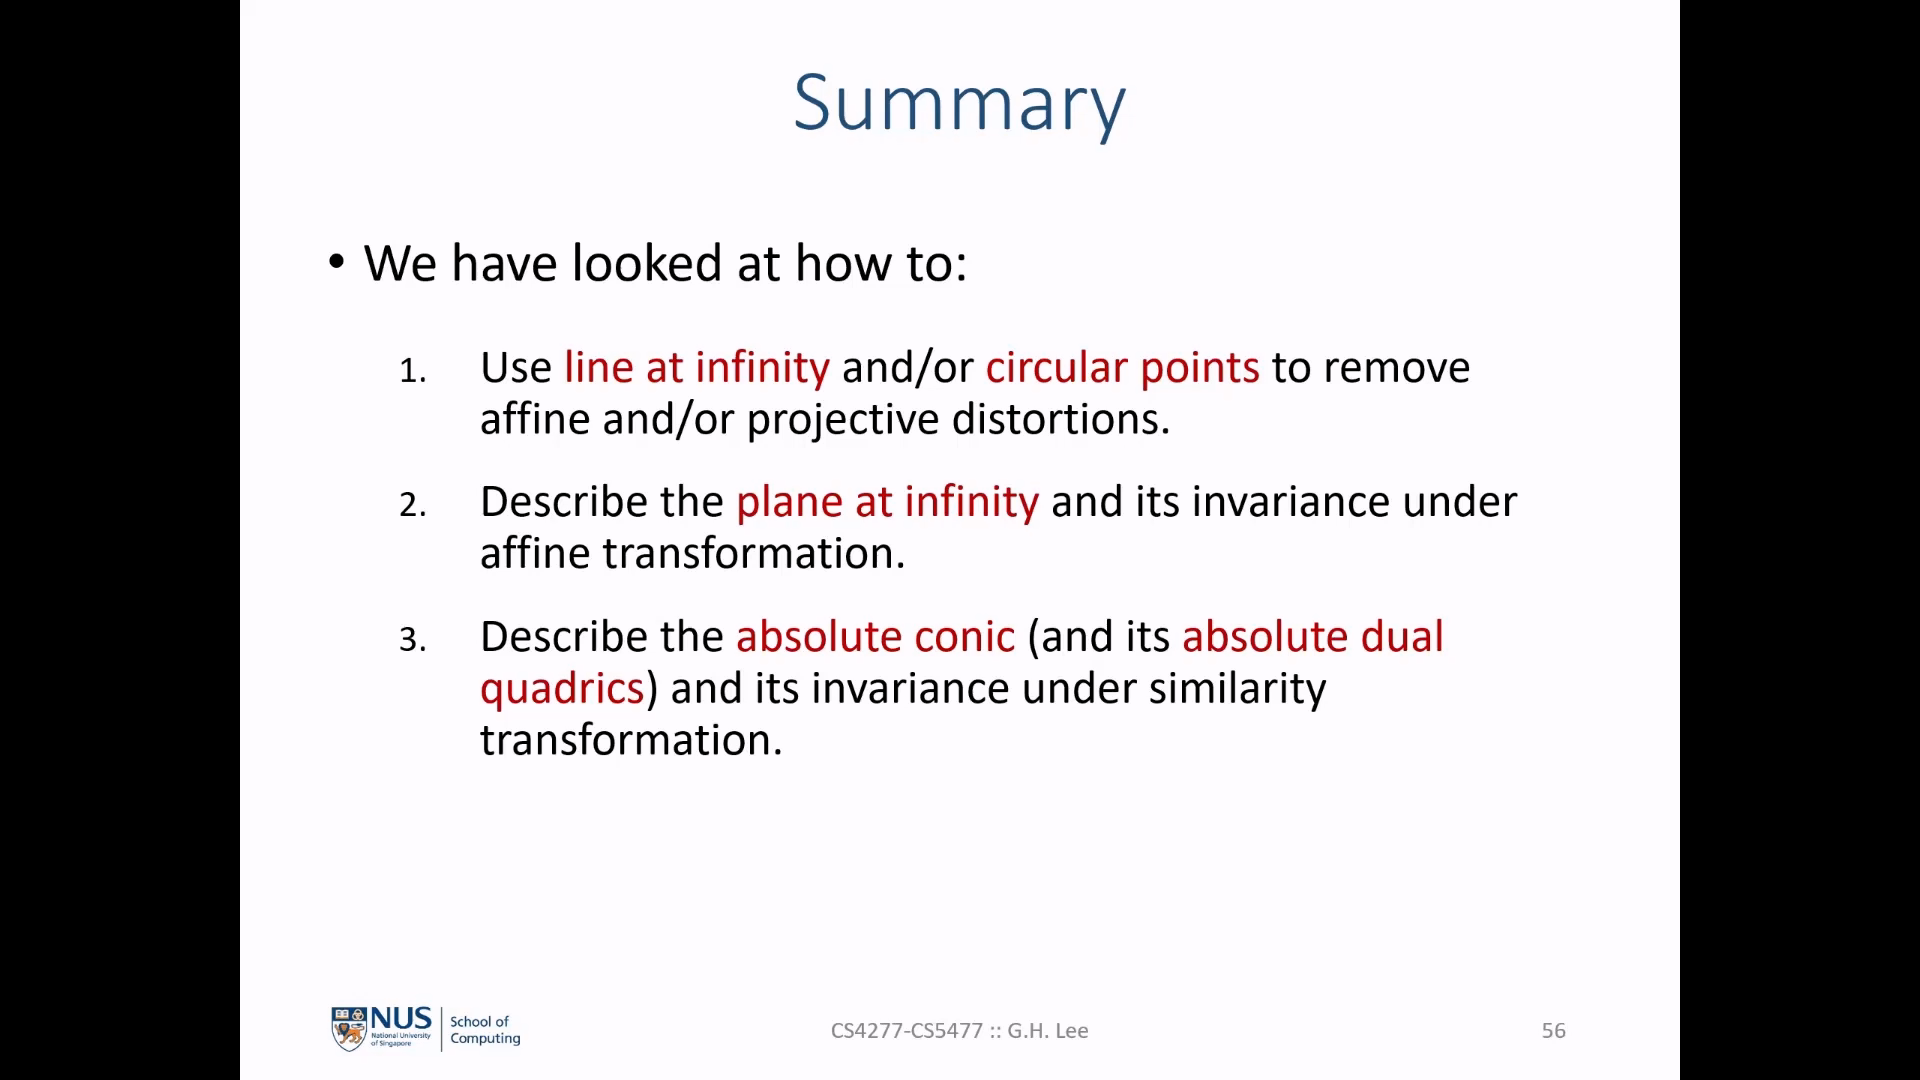 Summary
• We have looked at how to:
1. Use line at infinity and/or circular points to remove
affine and/or projective distortions.
2. Describe the plane at infinity and its invariance under
affine transformation.
3. Describe the absolute conic (and its absolute dual
quadrics) and its invariance under similarity
transformation.
NUS
National University
of Singapore
School of
Computing
CS4277-CS5477 :: G.H. Lee
56